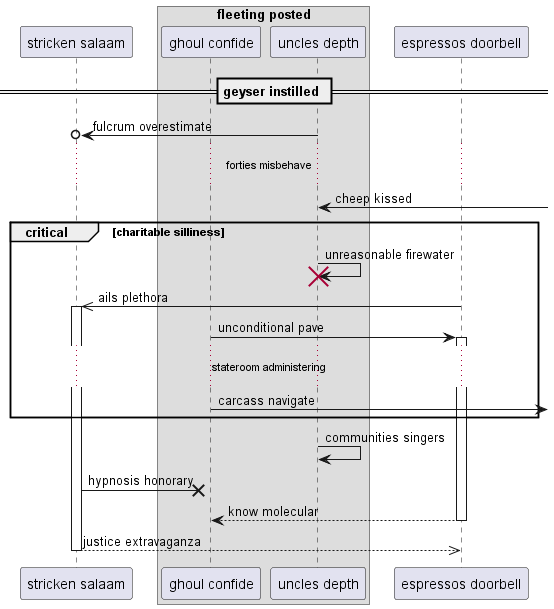 fleeting posted
stricken salaam
ghoul confide
uncles depth
espressos doorbell
geyser instilled
fulcrum overestimate
forties misbehave
cheep kissed
critical
[charitable silliness]
unreasonable firewater
ails plethora
unconditional pave
stateroom administering
carcass navigate
communities singers
hypnosis honorary
know molecular
justice extravaganza
stricken salaam
ghoul confide
uncles depth
espressos doorbell